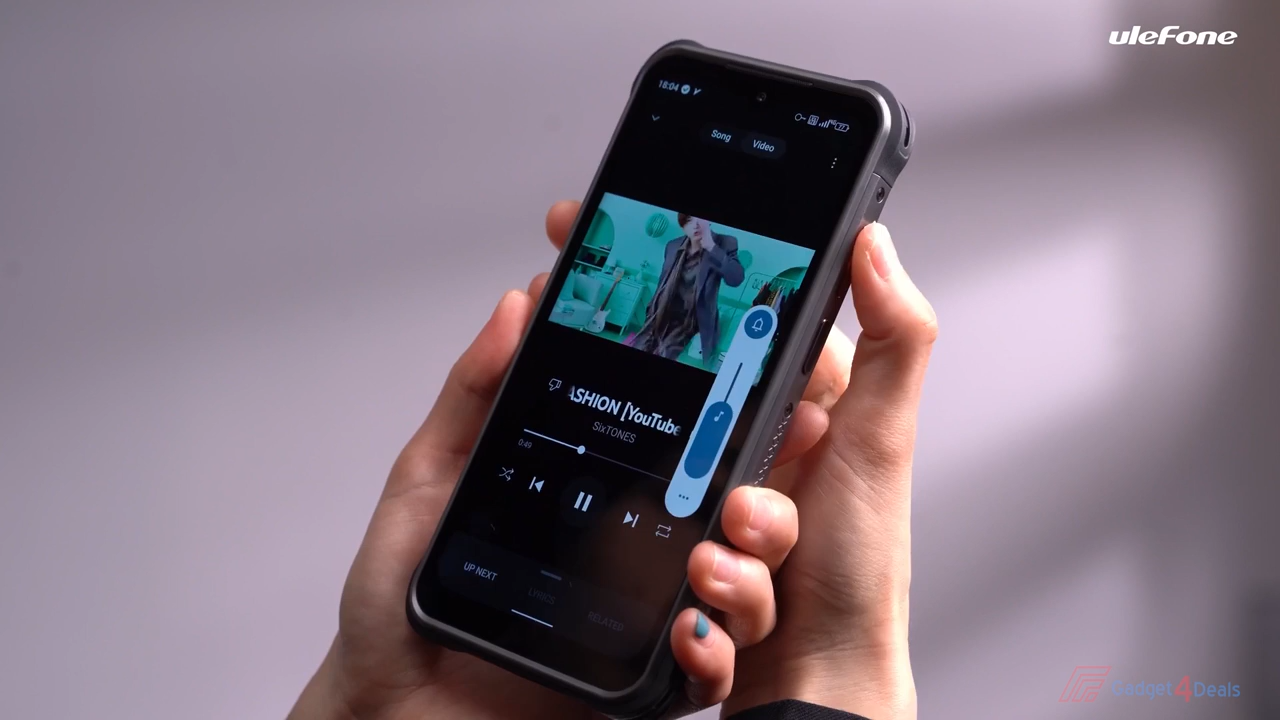 uleFone
18:04
Song
Video
ASHION [YouTube
SixTONES
0:49
UP NEXT
LYRICS
RELATED
Gadget4Deals